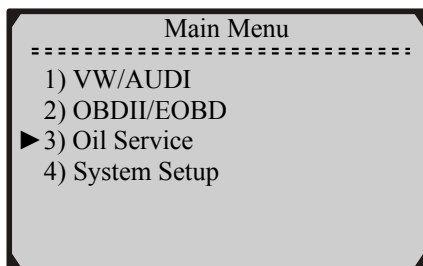 Main Menu
1) VW/AUDI
2) OBDII/EOBD
►3) Oil Service
4) System Setup